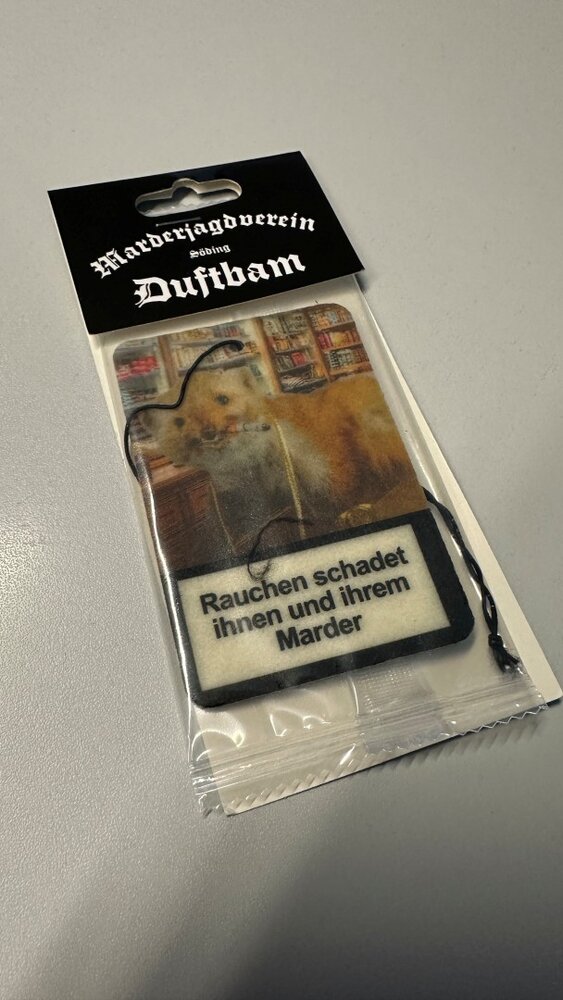 Marderjagdverein
Söding
Duftbam
Rauchen schadet
ihnen und ihrem
Marder